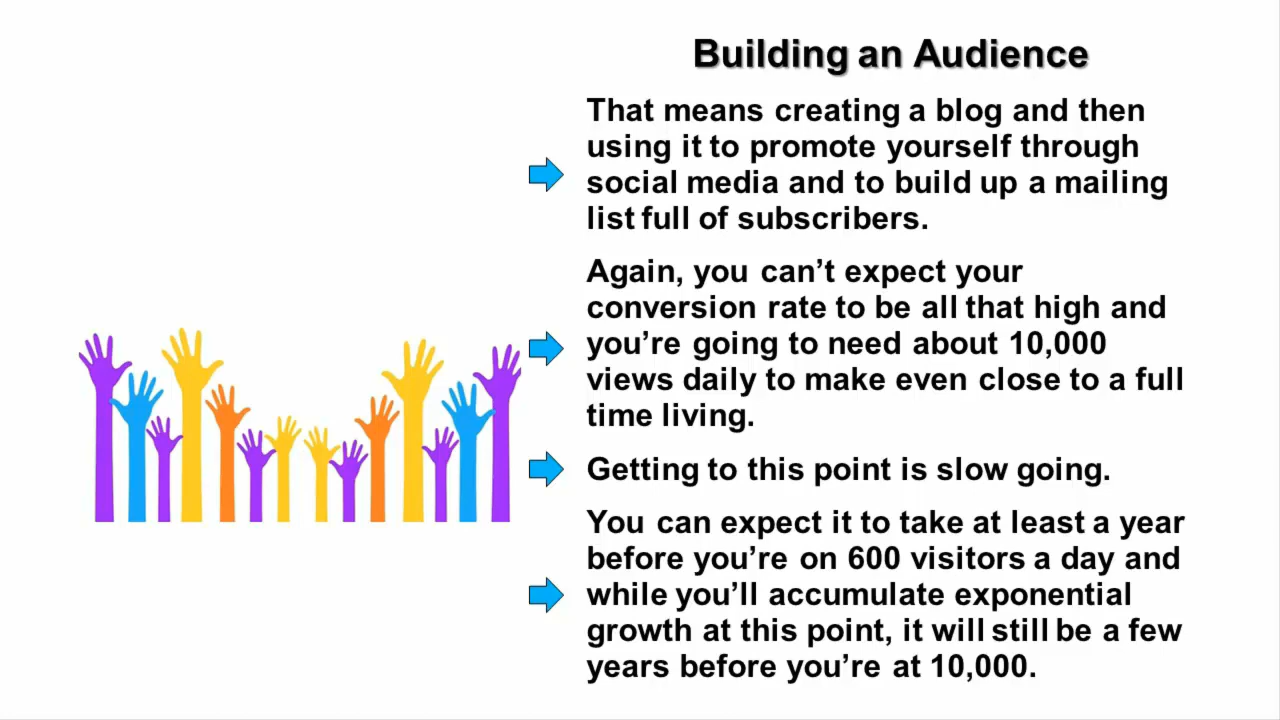 Building an Audience
That means creating a blog and then
using it to promote yourself through
social media and to build up a mailing
list full of subscribers.
Again, you can’t expect your
conversion rate to be all that high and
you’re going to need about 10,000
views daily to make even close to a full
time living.
Getting to this point is slow going.
You can expect it to take at least a year
before you’re on 600 visitors a day and
while you’ll accumulate exponential
growth at this point, it will still be a few
years before you’re at 10,000.